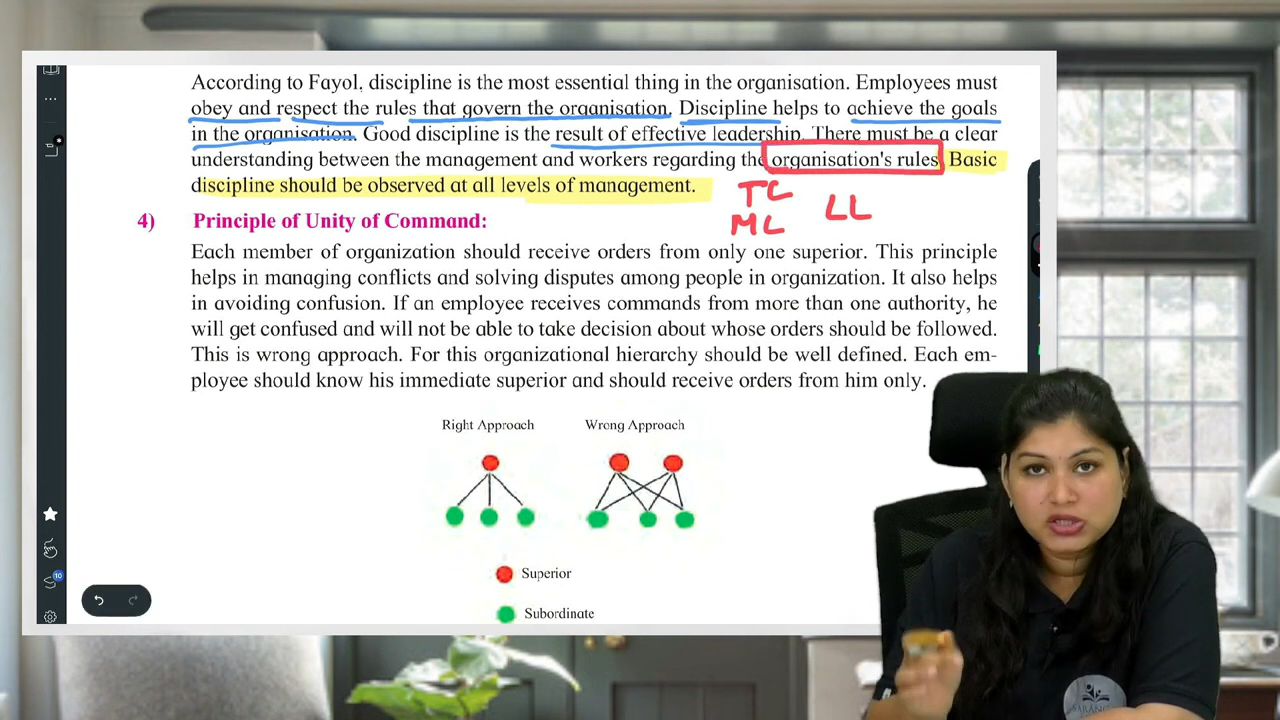 According to Fayol, discipline is the most essential thing in the organisation. Employees must
obey and respect the rules that govern the organisation. Discipline helps to achieve the goals
in the organisation. Good discipline is the result of effective leadership. There must be a clear
understanding between the management and workers regarding the organisation's rules. Basic
discipline should be observed at all levels of management.
TL
ML
LL
4) Principle of Unity of Command:
Each member of organization should receive orders from only one superior. This principle
helps in managing conflicts and solving disputes among people in organization. It also helps
in avoiding confusion. If an employee receives commands from more than one authority, he
will get confused and will not be able to take decision about whose orders should be followed.
This is wrong approach. For this organizational hierarchy should be well defined. Each em-
ployee should know his immediate superior and should receive orders from him only.
Right Approach Wrong Approach
Superior
Subordinate
10